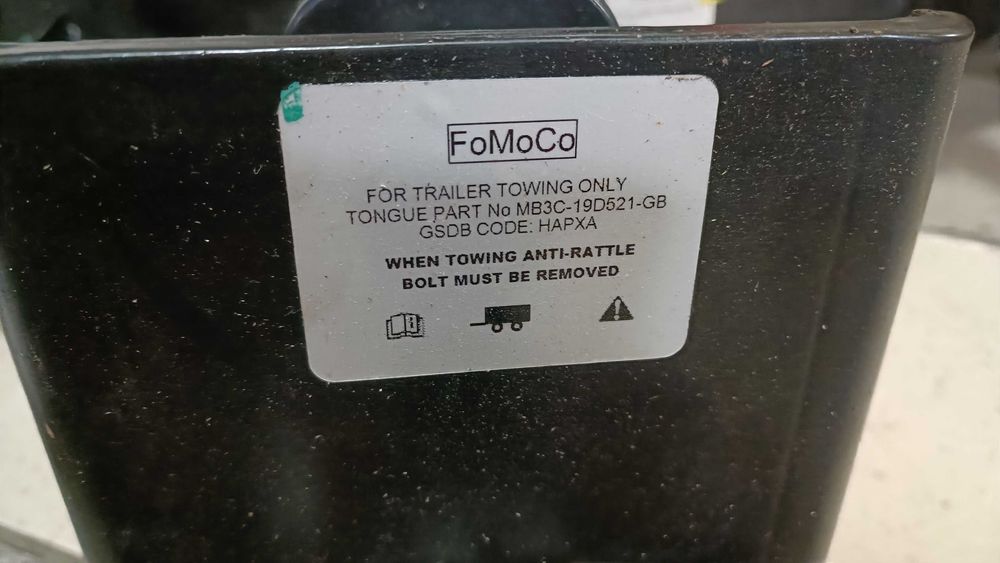 FoMoCo
FOR TRAILER TOWING ONLY
TONGUE PART No MB3C-19D521-GB
GSDB CODE: HAPXA
WHEN TOWING ANTI-RATTLE
BOLT MUST BE REMOVED